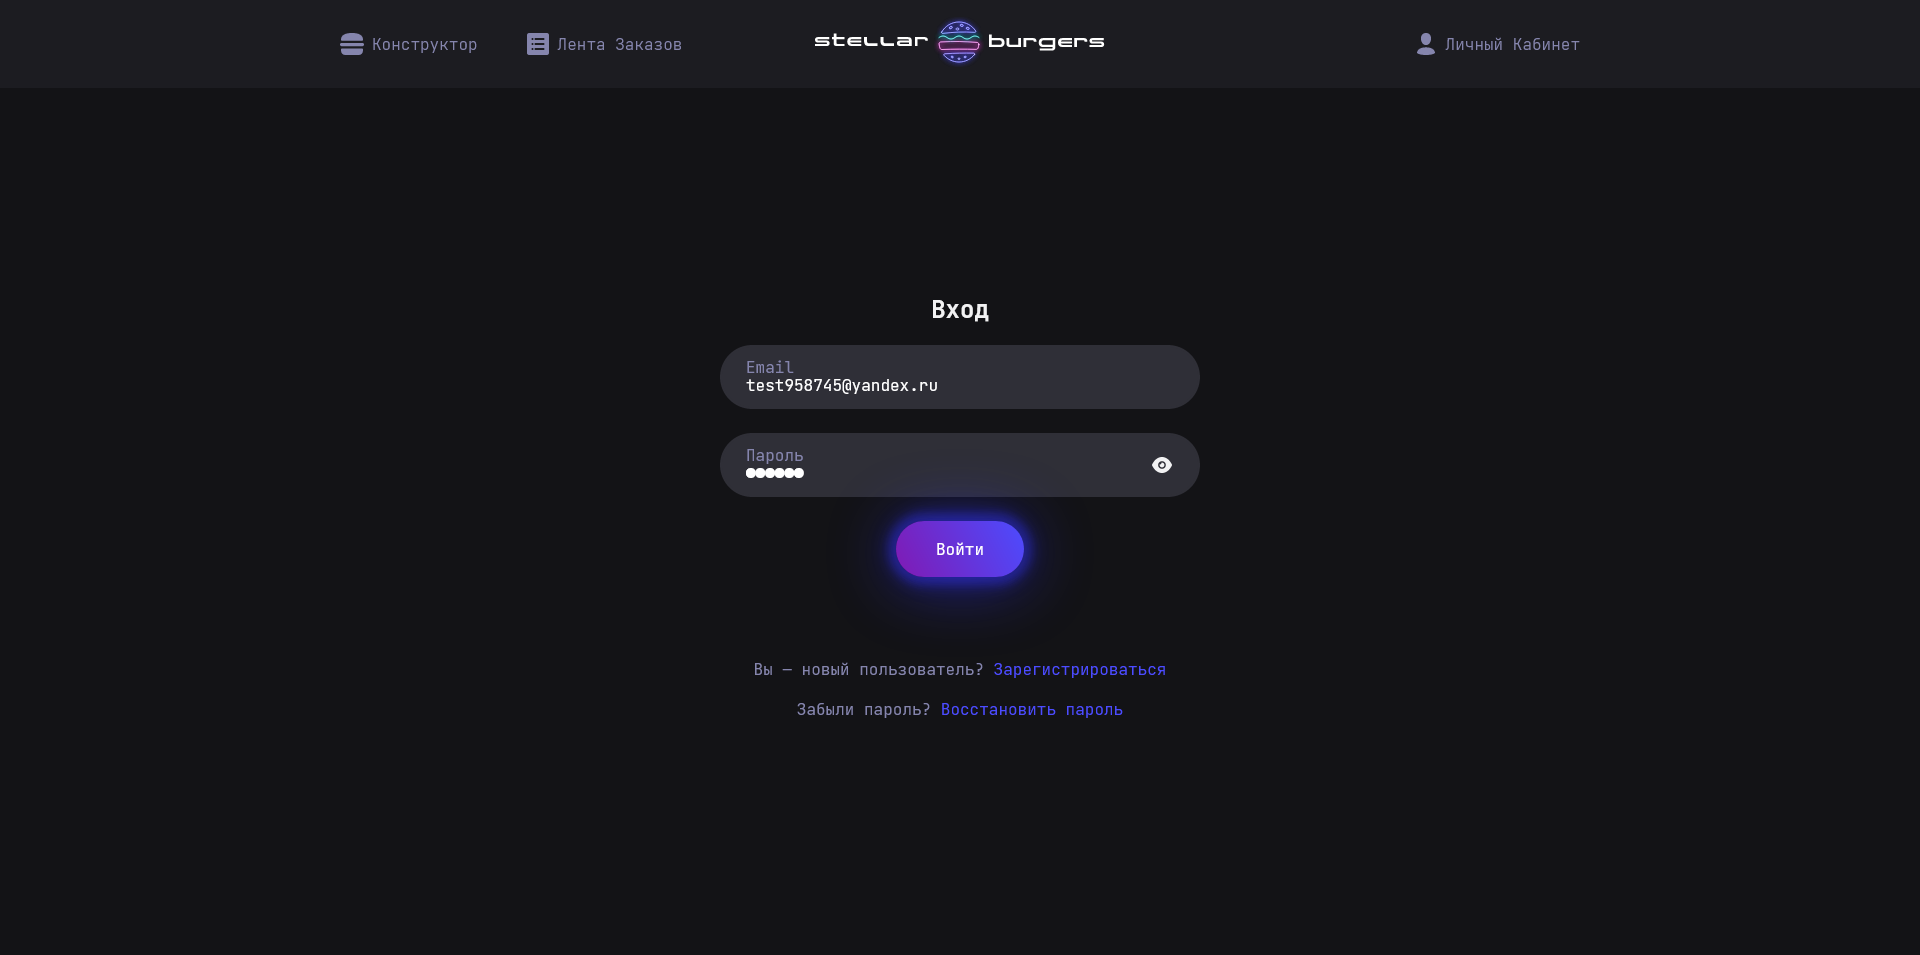 Конструктор
Лента Заказов
stellar burgers
Личный Кабинет
Вход
Email
test958745@yandex.ru
Пароль
Войти
Вы — новый пользователь? Зарегистрироваться
Забыли пароль? Восстановить пароль